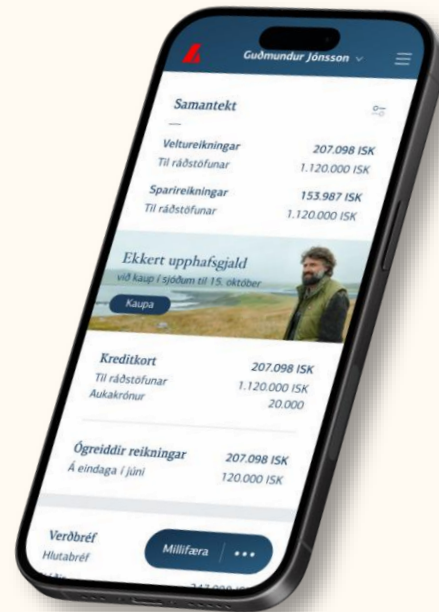 Guðmundur Jónsson
Samantekt
Veltureikningar 207.098 ISK
Til ráðstöfunar 1.120.000 ISK
Sparireikningar 153.987 ISK
Til ráðstöfunar 1.120.000 ISK
Ekkert upphafsgjald
við kaup í sjóðum til 15. október
Kaupa
Kreditkort 207.098 ISK
Til ráðstöfunar 1.120.000 ISK
Aukakrónur 20.000
Ógreiddir reikningar 207.098 ISK
Á eindaga í júní 120.000 ISK
Verðbréf
Hlutabréf
Millifæra